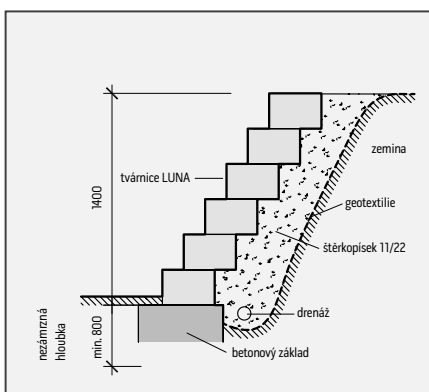 zemina
tvárnice LUNA
geotextilie
1400
štěrkopísek 11/22
drenáž
nezámrzná
hloubka
min. 800
betonový základ